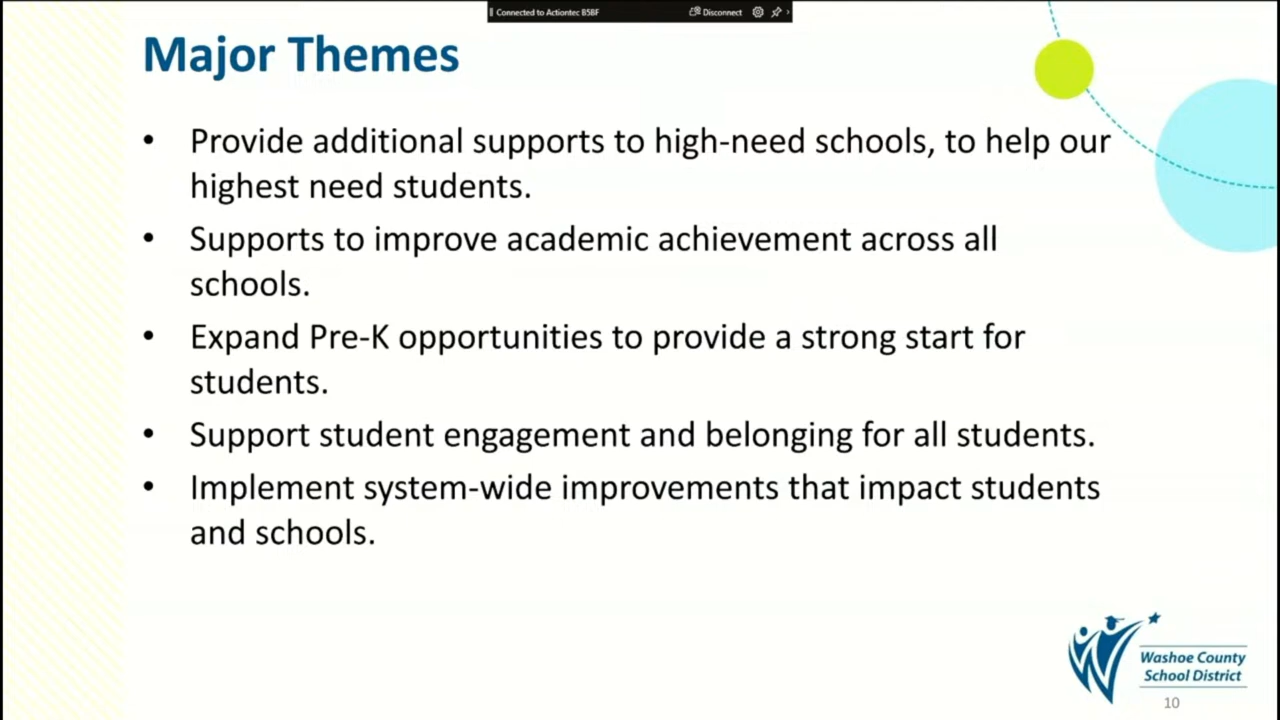 Connected to Actiontec B5BF Disconnect
Major Themes
• Provide additional supports to high-need schools, to help our
highest need students.
• Supports to improve academic achievement across all
schools.
• Expand Pre-K opportunities to provide a strong start for
students.
• Support student engagement and belonging for all students.
• Implement system-wide improvements that impact students
and schools.
Washoe County
School District
10